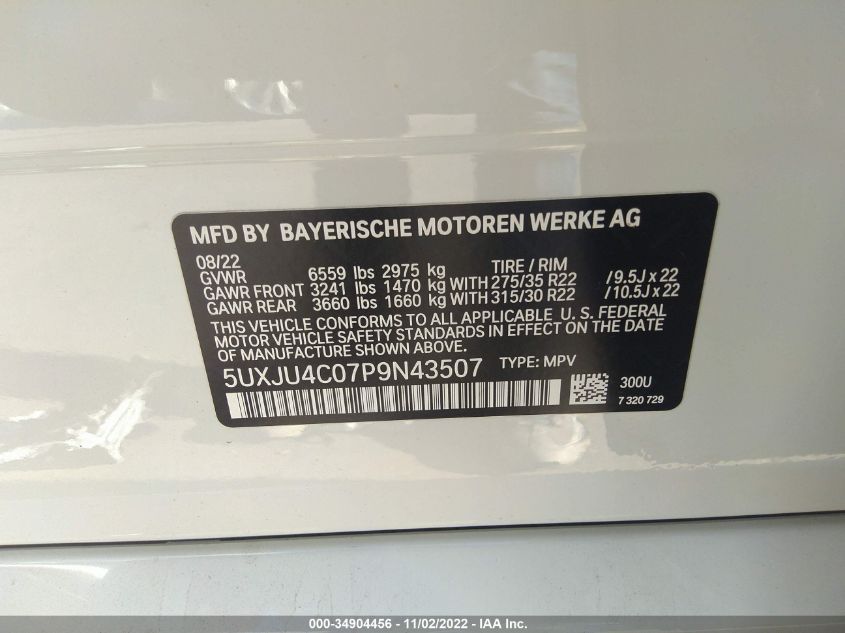 MFD BY BAYERISCHE MOTOREN WERKE AG
08/22 TIRE / RIM
GVWR 6559 lbs 2975 kg
GAWR FRONT 3241 lbs 1470 kg WITH 275/35 R22 /9.5J x 22
GAWR REAR 3660 lbs 1660 kg WITH 315/30 R22 /10.5J x 22
THIS VEHICLE CONFORMS TO ALL APPLICABLE U. S. FEDERAL
MOTOR VEHICLE SAFETY STANDARDS IN EFFECT ON THE DATE
OF MANUFACTURE SHOWN ABOVE.
5UXJU4C07P9N43507 TYPE: MPV
300U
7 320 729
000-34904456 - 11/02/2022 - IAA Inc.